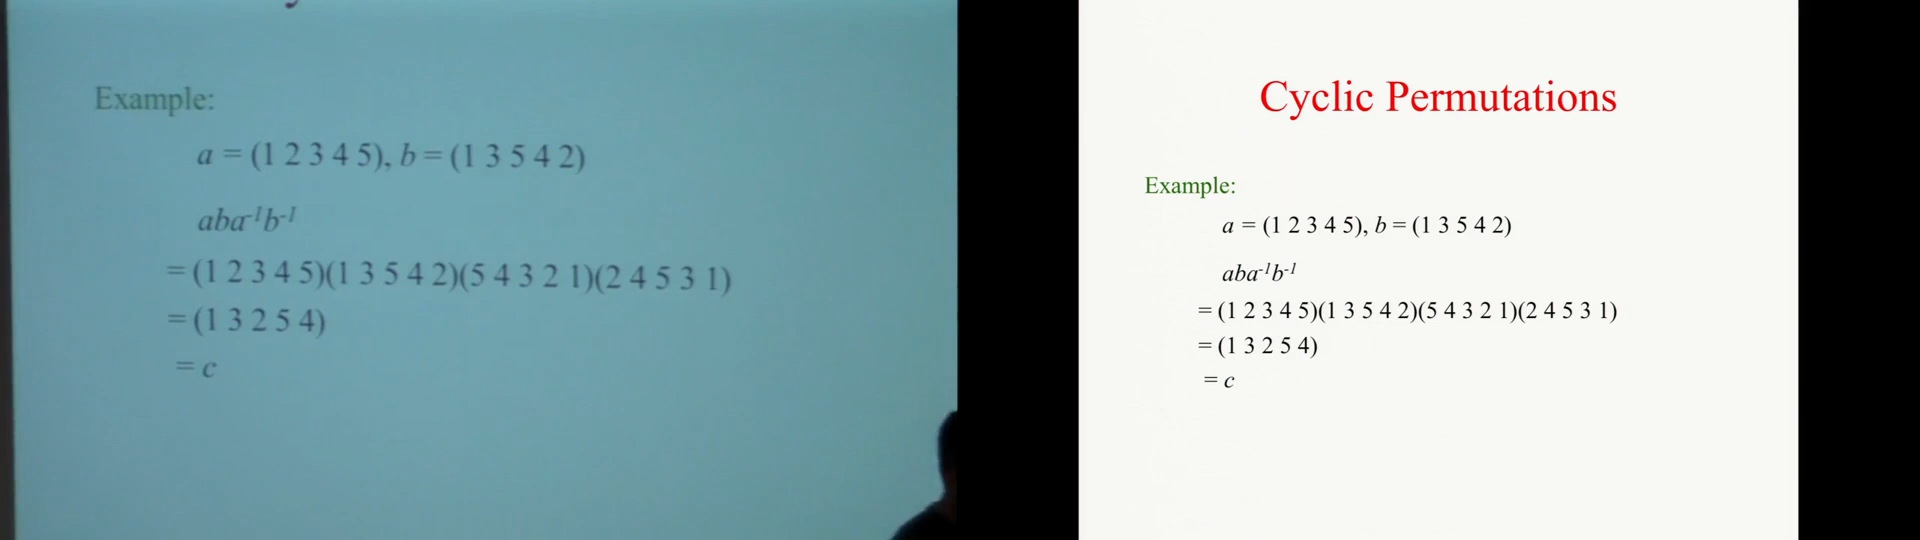 Example:
a = (1 2 3 4 5), b = (1 3 5 4 2)
aba⁻¹b⁻¹
= (1 2 3 4 5)(1 3 5 4 2)(5 4 3 2 1)(2 4 5 3 1)
= (1 3 2 5 4)
= c
Cyclic Permutations
Example:
a = (1 2 3 4 5), b = (1 3 5 4 2)
aba⁻¹b⁻¹
= (1 2 3 4 5)(1 3 5 4 2)(5 4 3 2 1)(2 4 5 3 1)
= (1 3 2 5 4)
= c